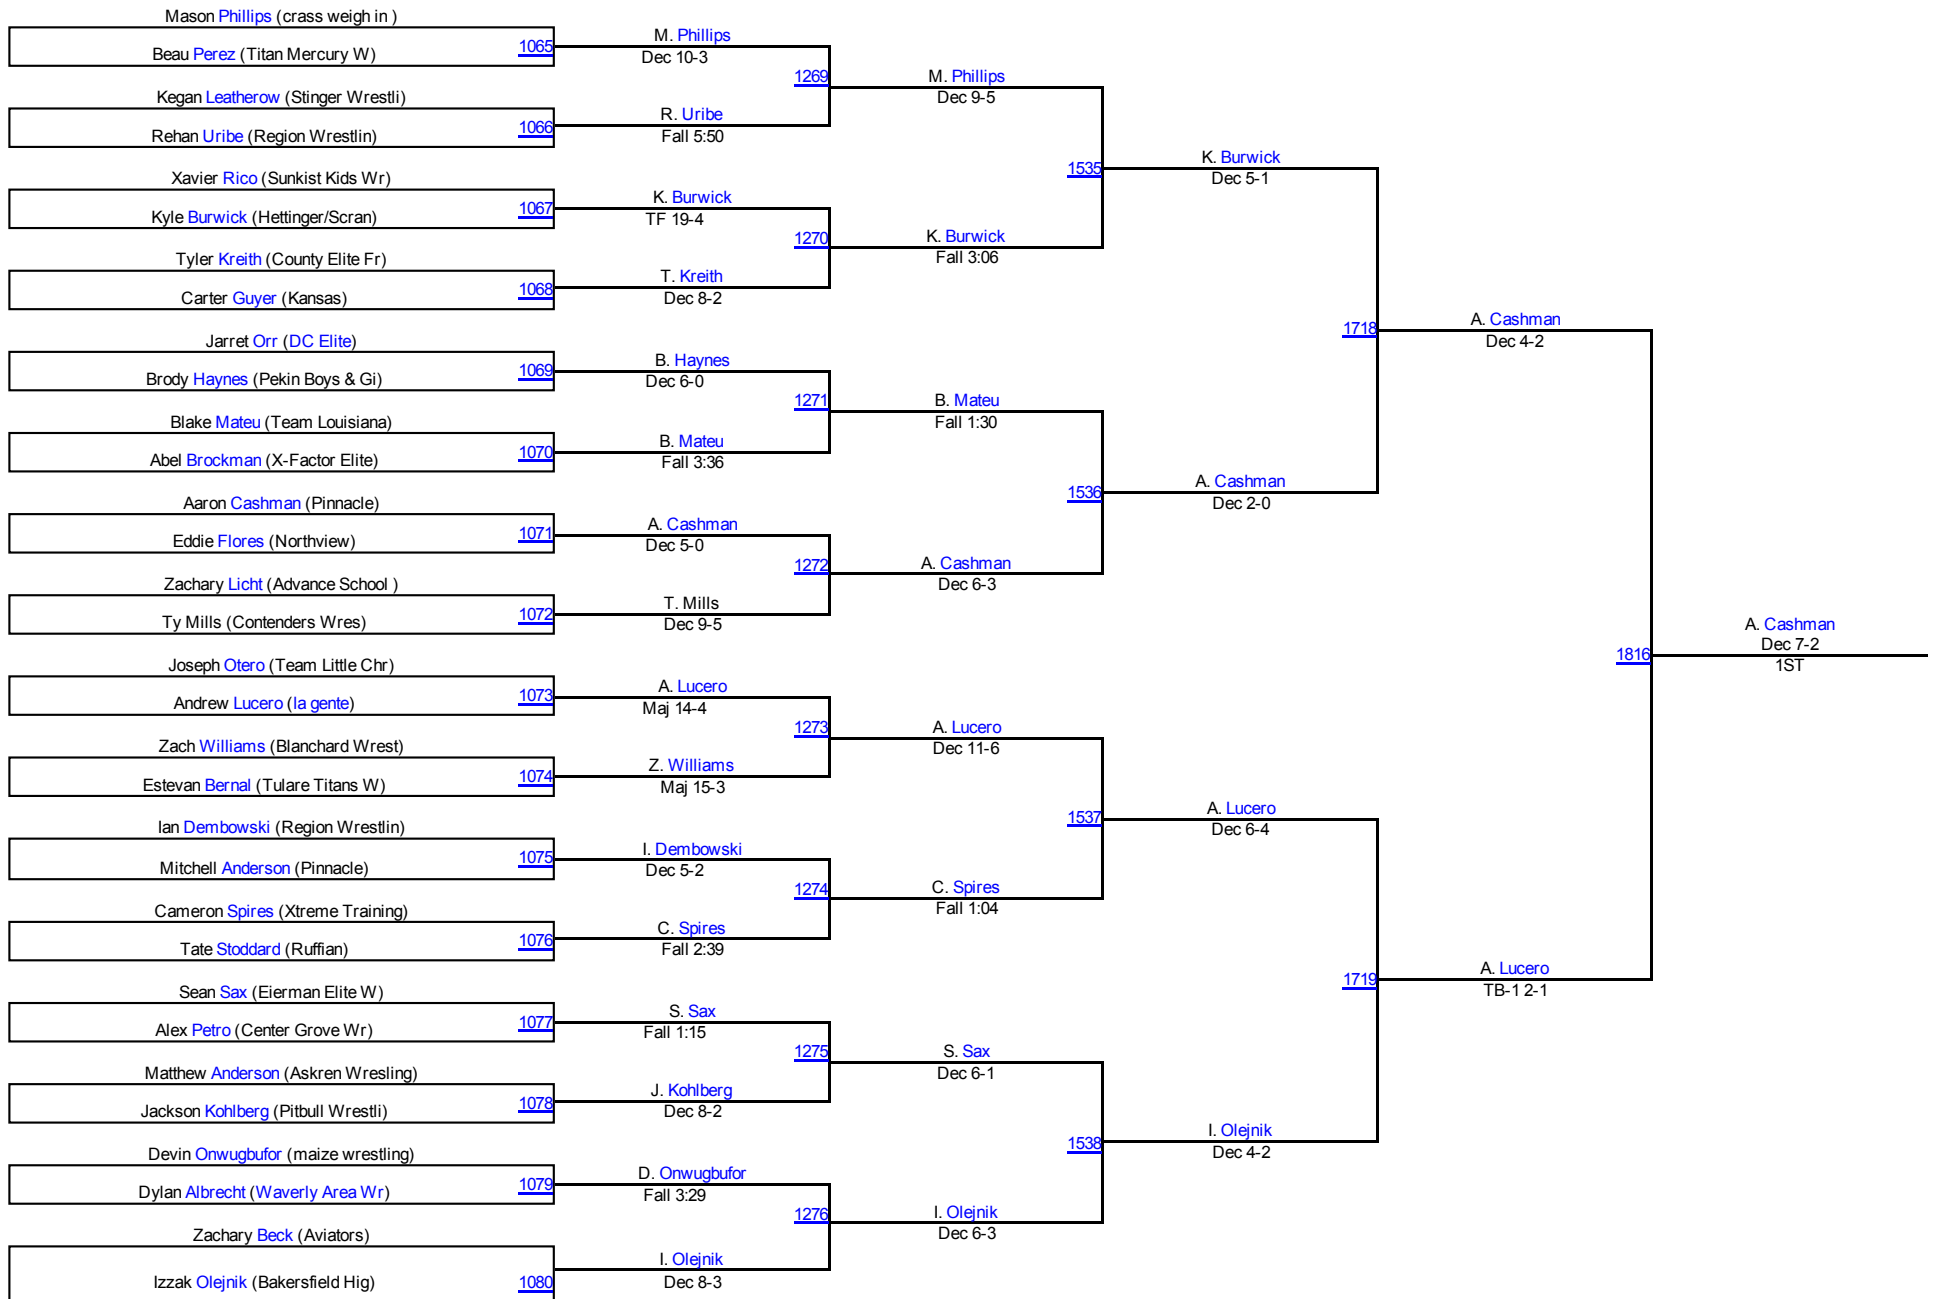 Mason Phillips (crass weigh in )
Beau Perez (Titan Mercury W)
1065
Kegan Leatherow (Stinger Wrestli)
Rehan Uribe (Region Wrestlin)
1066
Xavier Rico (Sunkist Kids Wr)
Kyle Burwick (Hettinger/Scran)
1067
Tyler Kreith (County Elite Fr)
Carter Guyer (Kansas)
1068
Jarret Orr (DC Elite)
Brody Haynes (Pekin Boys & Gi)
1069
Blake Mateu (Team Louisiana)
Abel Brockman (X-Factor Elite)
1070
Aaron Cashman (Pinnacle)
Eddie Flores (Northview)
1071
Zachary Licht (Advance School )
Ty Mills (Contenders Wres)
1072
Joseph Otero (Team Little Chr)
Andrew Lucero (la gente)
1073
Zach Williams (Blanchard Wrest)
Estevan Bernal (Tulare Titans W)
1074
Ian Dembowski (Region Wrestlin)
Mitchell Anderson (Pinnacle)
1075
Cameron Spires (Xtreme Training)
Tate Stoddard (Ruffian)
1076
Sean Sax (Eierman Elite W)
Alex Petro (Center Grove Wr)
1077
Matthew Anderson (Askren Wresling)
Jackson Kohlberg (Pitbull Wrestli)
1078
Devin Onwugbufor (maize wrestling)
Dylan Albrecht (Waverly Area Wr)
1079
Zachary Beck (Aviators)
Izzak Olejnik (Bakersfield Hig)
1080
M. Phillips
Dec 10-3
1269
R. Uribe
Fall 5:50
K. Burwick
TF 19-4
1270
T. Kreith
Dec 8-2
B. Haynes
Dec 6-0
1271
B. Mateu
Fall 3:36
A. Cashman
Dec 5-0
1272
T. Mills
Dec 9-5
A. Lucero
Maj 14-4
1273
Z. Williams
Maj 15-3
I. Dembowski
Dec 5-2
1274
C. Spires
Fall 2:39
S. Sax
Fall 1:15
1275
J. Kohlberg
Dec 8-2
D. Onwugbufor
Fall 3:29
1276
I. Olejnik
Dec 8-3
M. Phillips
Dec 9-5
1535
K. Burwick
Fall 3:06
B. Mateu
Fall 1:30
1536
A. Cashman
Dec 6-3
A. Lucero
Dec 11-6
1537
C. Spires
Fall 1:04
S. Sax
Dec 6-1
1538
I. Olejnik
Dec 6-3
K. Burwick
Dec 5-1
1718
A. Cashman
Dec 2-0
A. Lucero
Dec 6-4
1719
I. Olejnik
Dec 4-2
A. Cashman
Dec 4-2
1816
A. Lucero
TB-1 2-1
A. Cashman
Dec 7-2
1ST